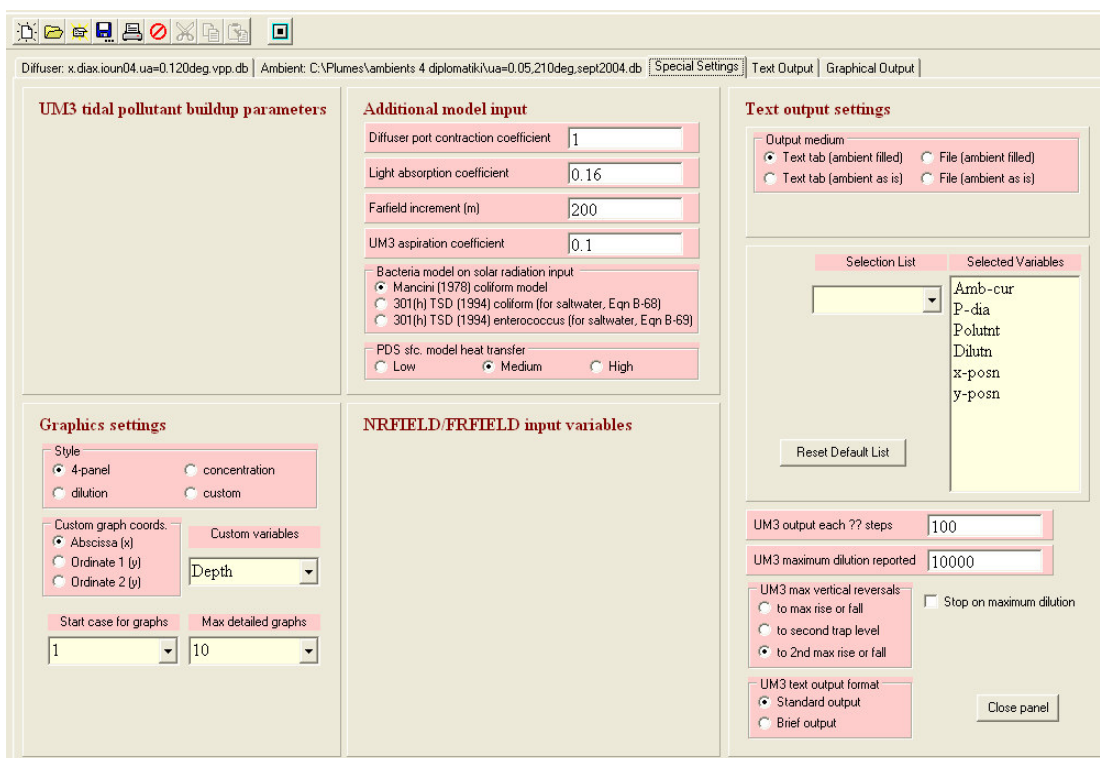 Diffuser: x.diax.ioun04.ua=0.120deg.vpp.db
Ambient: C:\Plumes\ambients 4 diplomatiki\ua=0.05,210deg,sept2004.db
Special Settings
Text Output
Graphical Output
UM3 tidal pollutant buildup parameters
Additional model input
Diffuser port contraction coefficient
1
Light absorption coefficient
0.16
Farfield increment (m)
200
UM3 aspiration coefficient
0.1
Bacteria model on solar radiation input
Mancini (1978) coliform model
301(h) TSD (1994) coliform (for saltwater, Eqn B-68)
301(h) TSD (1994) enterococcus (for saltwater, Eqn B-69)
PDS sfc. model heat transfer
Low
Medium
High
Text output settings
Output medium
Text tab (ambient filled)
File (ambient filled)
Text tab (ambient as is)
File (ambient as is)
Selection List
Selected Variables
Amb-cur
P-dia
Polutnt
Dilutn
x-posn
y-posn
Reset Default List
Graphics settings
Style
4-panel
concentration
dilution
custom
Custom graph coords.
Abscissa (x)
Ordinate 1 (y)
Ordinate 2 (y)
Custom variables
Depth
Start case for graphs
1
Max detailed graphs
10
NRFIELD/FRFIELD input variables
UM3 output each ?? steps
100
UM3 maximum dilution reported
10000
UM3 max vertical reversals
to max rise or fall
to second trap level
to 2nd max rise or fall
Stop on maximum dilution
UM3 text output format
Standard output
Brief output
Close panel